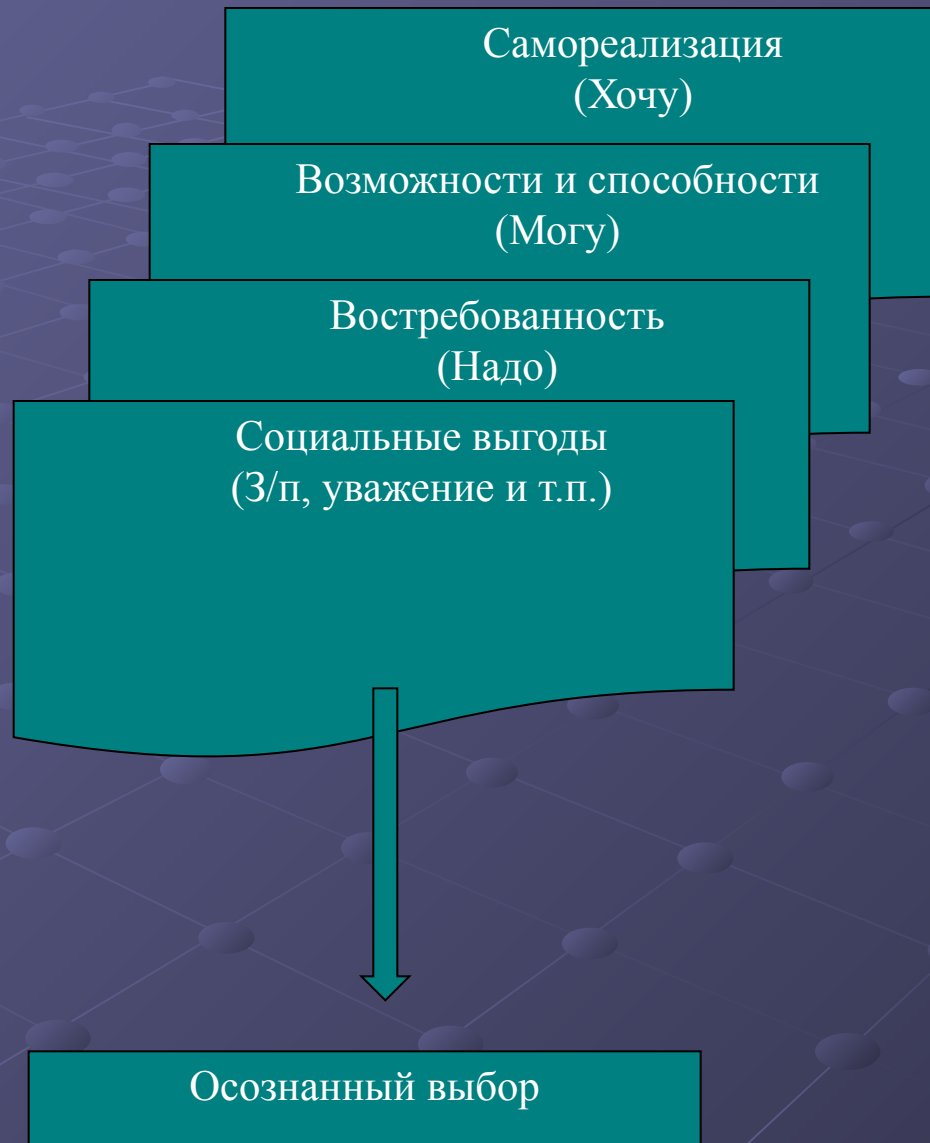 Самореализация
(Хочу)
Возможности и способности
(Могу)
Востребованность
(Надо)
Социальные выгоды
(З/п, уважение и т.п.)
Осознанный выбор